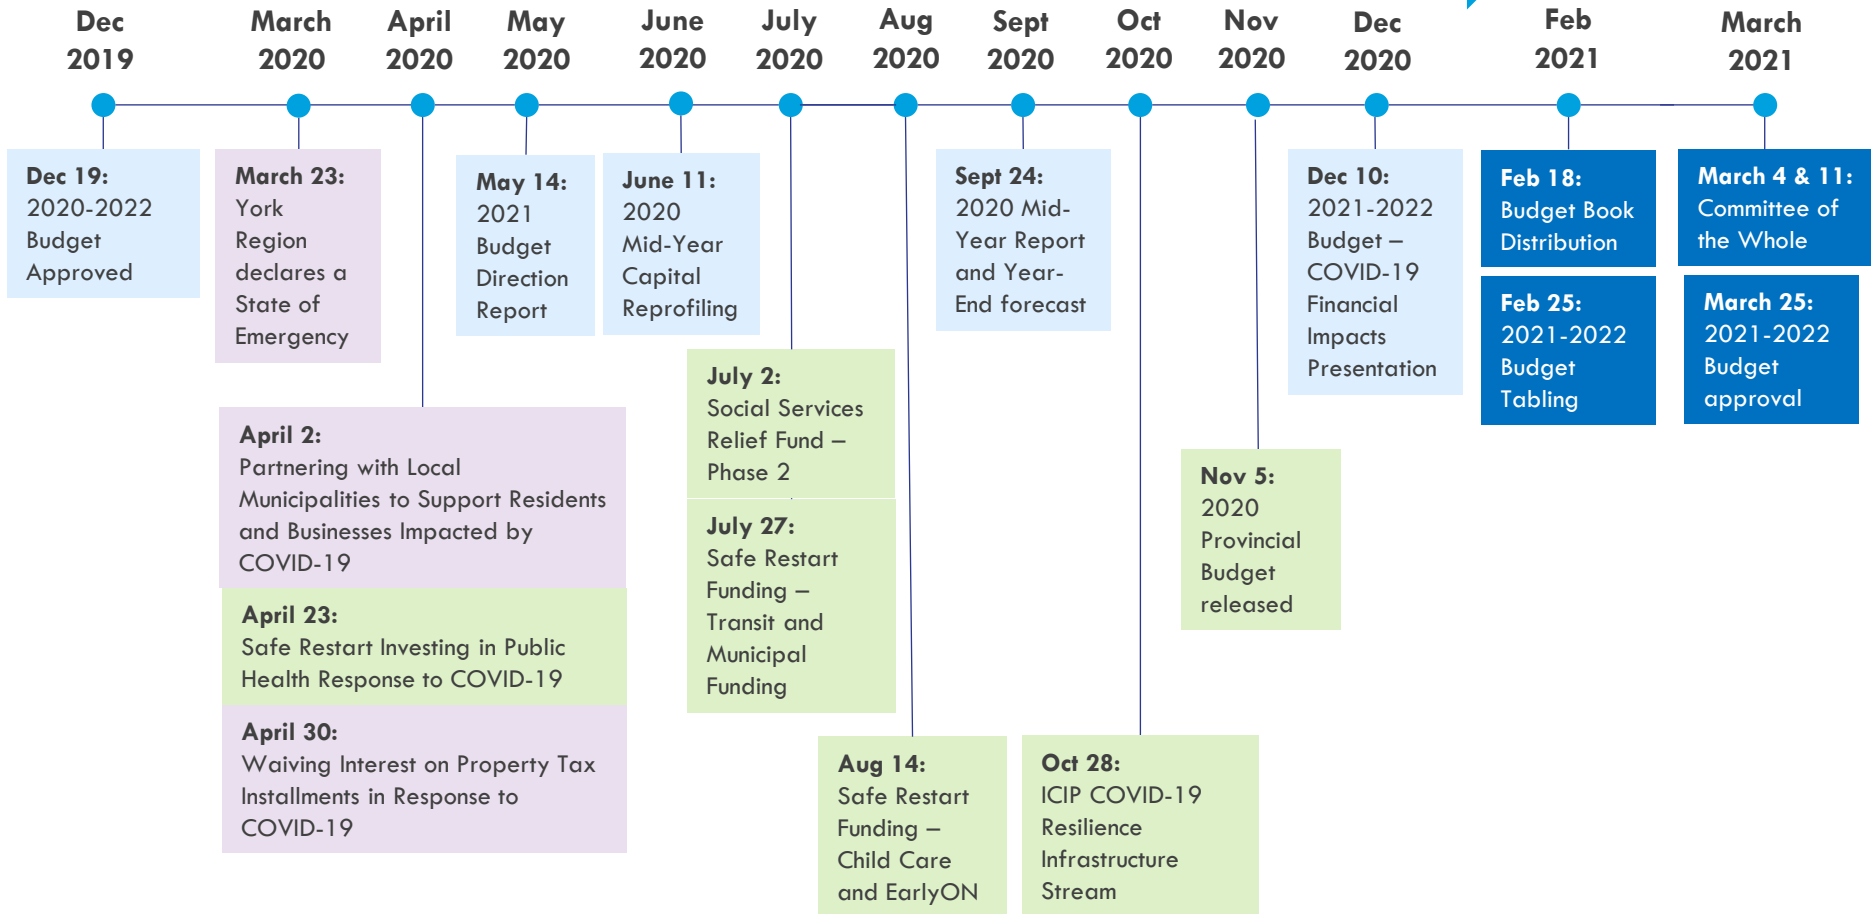 Dec
2019
March
2020
April
2020
May
2020
June
2020
July
2020
Aug
2020
Sept
2020
Oct
2020
Nov
2020
Dec
2020
Feb
2021
March
2021
Dec 19:
2020-2022
Budget
Approved
March 23:
York
Region
declares a
State of
Emergency
April 2:
Partnering with Local
Municipalities to Support Residents
and Businesses Impacted by
COVID-19
April 23:
Safe Restart Investing in Public
Health Response to COVID-19
April 30:
Waiving Interest on Property Tax
Installments in Response to
COVID-19
May 14:
2021
Budget
Direction
Report
June 11:
2020
Mid-Year
Capital
Reprofiling
July 2:
Social Services
Relief Fund –
Phase 2
July 27:
Safe Restart
Funding –
Transit and
Municipal
Funding
Aug 14:
Safe Restart
Funding –
Child Care
and EarlyON
Sept 24:
2020 Mid-
Year Report
and Year-
End forecast
Oct 28:
ICIP COVID-19
Resilience
Infrastructure
Stream
Nov 5:
2020
Provincial
Budget
released
Dec 10:
2021-2022
Budget –
COVID-19
Financial
Impacts
Presentation
Feb 18:
Budget Book
Distribution
Feb 25:
2021-2022
Budget
Tabling
March 4 & 11:
Committee of
the Whole
March 25:
2021-2022
Budget
approval